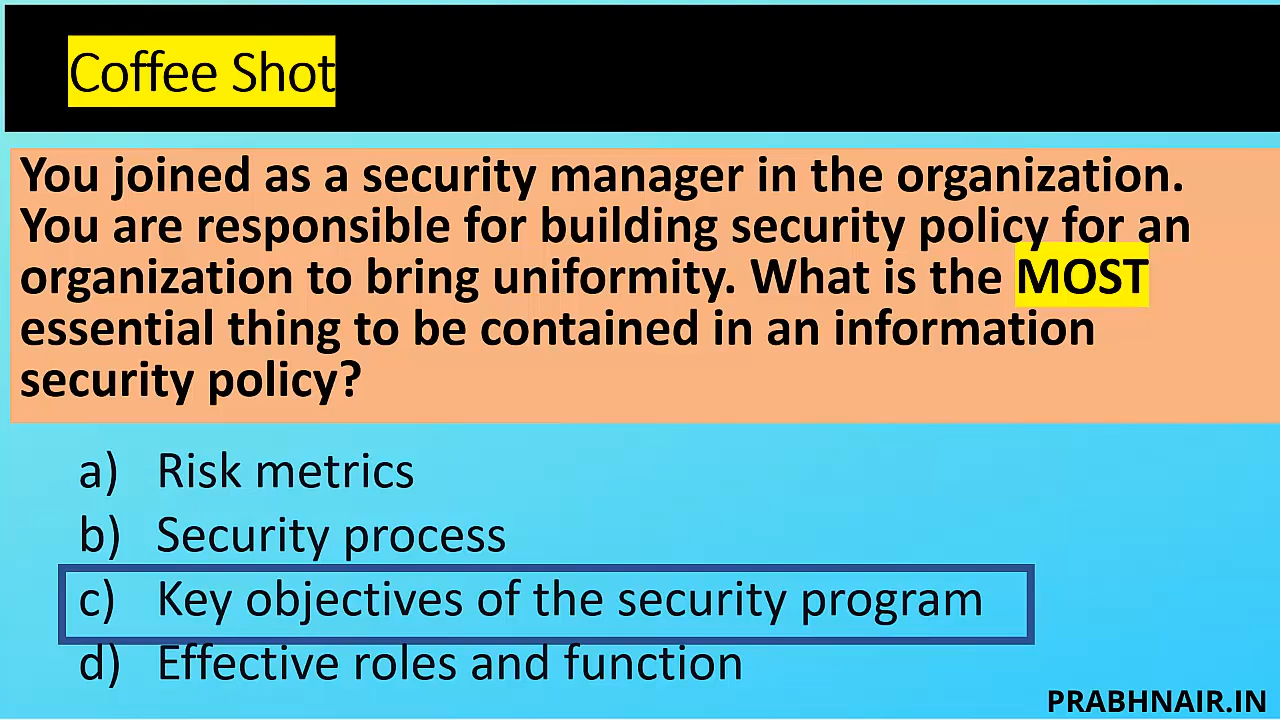 Coffee Shot
You joined as a security manager in the organization.
You are responsible for building security policy for an
organization to bring uniformity. What is the MOST
essential thing to be contained in an information
security policy?
a) Risk metrics
b) Security process
c) Key objectives of the security program
d) Effective roles and function
PRABHNAIR.IN